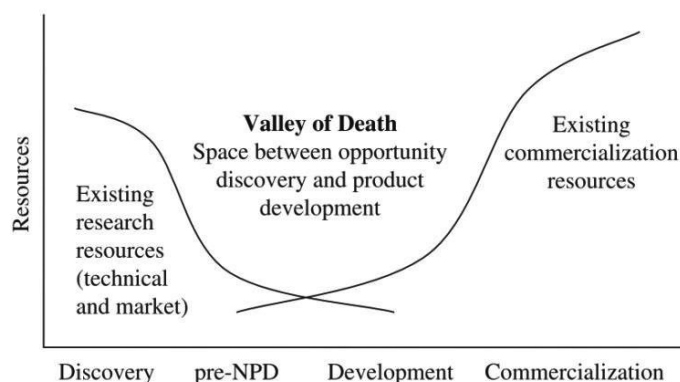 Resources
Valley of Death
Space between opportunity
discovery and product
development
Existing
commercialization
resources
Existing
research
resources
(technical
and market)
Discovery pre-NPD Development Commercialization